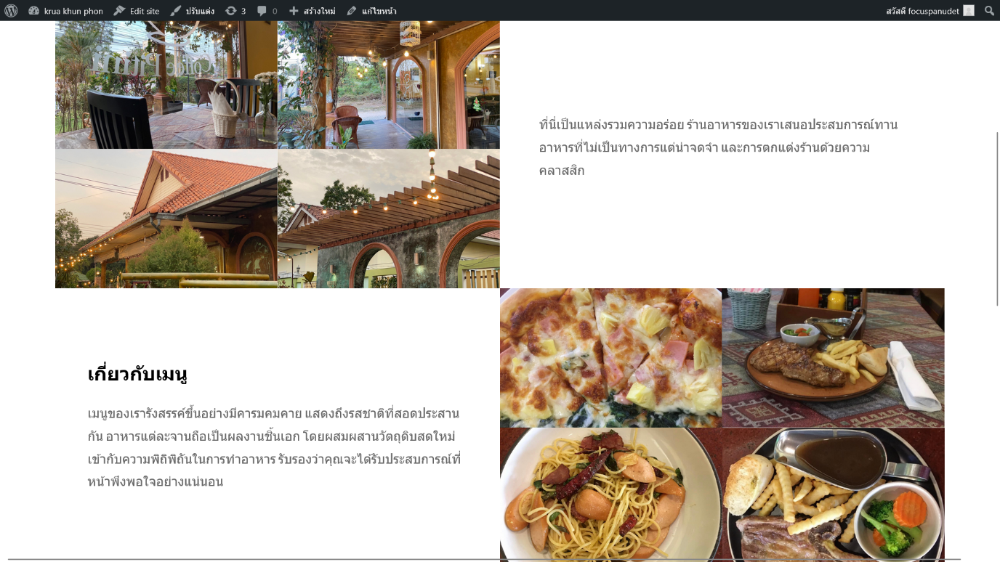 krua khun phon Edit site ปรับแต่ง 3 0 สร้างใหม่ แก้ไขหน้า สวัสดี focuspanudet
Coffee Pitufi
ที่นี่เป็นแหล่งรวมความอร่อย ร้านอาหารของเราเสนอประสบการณ์ทาน
อาหารที่ไม่เป็นทางการแต่น่าจดจำ และการตกแต่งร้านด้วยความ
คลาสสิก
เกี่ยวกับเมนู
เมนูของเรารังสรรค์ขึ้นอย่างมีคารมคมคาย แสดงถึงรสชาติที่สอดประสาน
กัน อาหารแต่ละจานถือเป็นผลงานชิ้นเอก โดยผสมผสานวัตถุดิบสดใหม่
เข้ากับความพิถีพิถันในการทำอาหาร รับรองว่าคุณจะได้รับประสบการณ์ที่
หน้าพึงพอใจอย่างแน่นอน